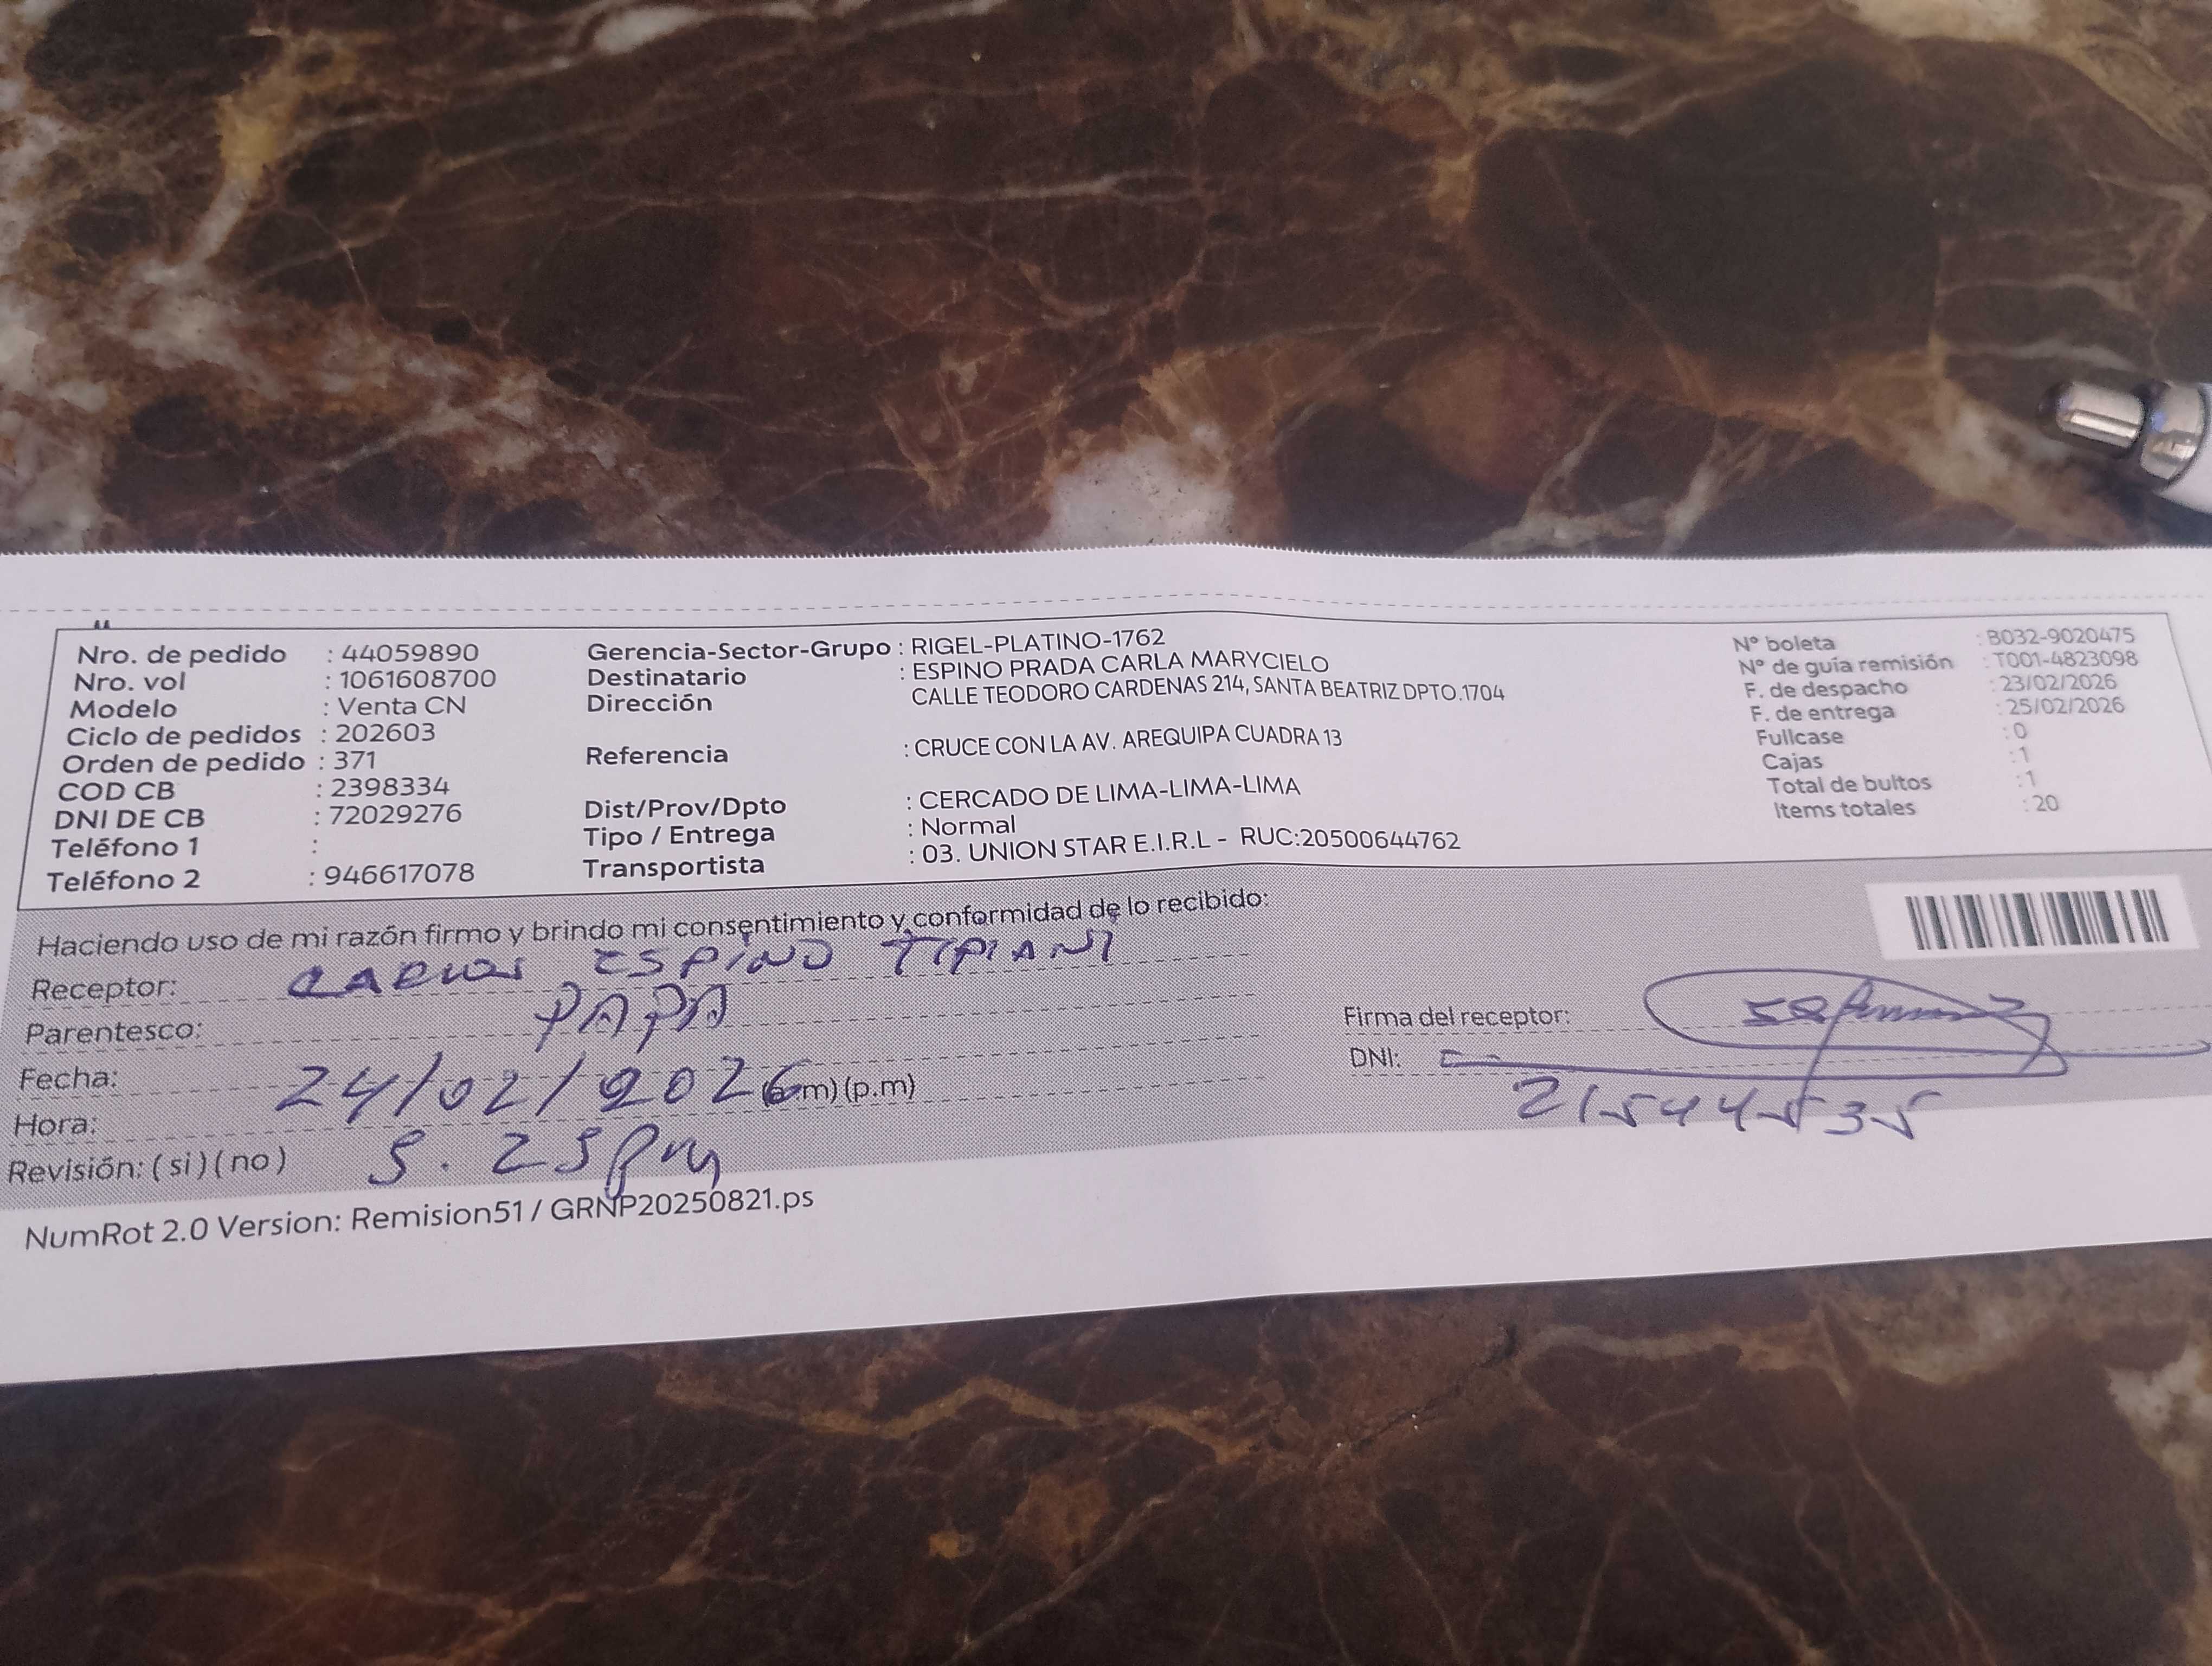 Nro. de pedido : 44059890
Nro. vol : 1061608700
Modelo : Venta CN
Ciclo de pedidos : 202603
Orden de pedido : 371
COD CB : 2398334
DNI DE CB : 72029276
Teléfono 1 :
Teléfono 2 : 946617078
Gerencia-Sector-Grupo : RIGEL-PLATINO-1762
Destinatario : ESPINO PRADA CARLA MARYCIELO
Dirección CALLE TEODORO CARDENAS 214, SANTA BEATRIZ DPTO.1704
Referencia : CRUCE CON LA AV. AREQUIPA CUADRA 13
Dist/Prov/Dpto : CERCADO DE LIMA-LIMA-LIMA
Tipo / Entrega : Normal
Transportista : 03. UNION STAR E.I.R.L - RUC:20500644762
N° boleta : B032-9020475
N° de guía remisión : T001-4823098
F. de despacho : 23/02/2026
F. de entrega : 25/02/2026
Fullcase : 0
Cajas : 1
Total de bultos : 1
Items totales : 20
Haciendo uso de mi razón firmo y brindo mi consentimiento y conformidad de lo recibido:
Receptor: CARLOS ESPINO TIPIANI
Parentesco: PAPA
Fecha: 24/02/2026
Hora: (p.m)
5.25 pm
Revisión: ( si ) ( no )
Firma del receptor:
DNI: 21544535
NumRot 2.0 Version: Remision51 / GRNP20250821.ps